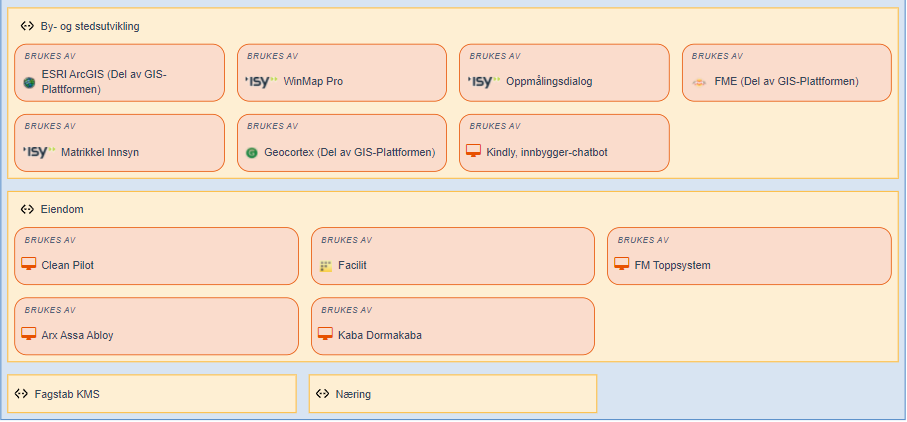 By- og stedsutvikling
BRUKES AV
ESRI ArcGIS (Del av GIS-
Plattformen)
BRUKES AV
ISY WinMap Pro
BRUKES AV
ISY Oppmålingsdialog
BRUKES AV
FME (Del av GIS-Plattformen)
BRUKES AV
ISY Matrikkel Innsyn
BRUKES AV
Geocortex (Del av GIS-Plattformen)
BRUKES AV
Kindly, innbygger-chatbot
Eiendom
BRUKES AV
Clean Pilot
BRUKES AV
Facilit
BRUKES AV
FM Toppsystem
BRUKES AV
Arx Assa Abloy
BRUKES AV
Kaba Dormakaba
Fagstab KMS
Næring